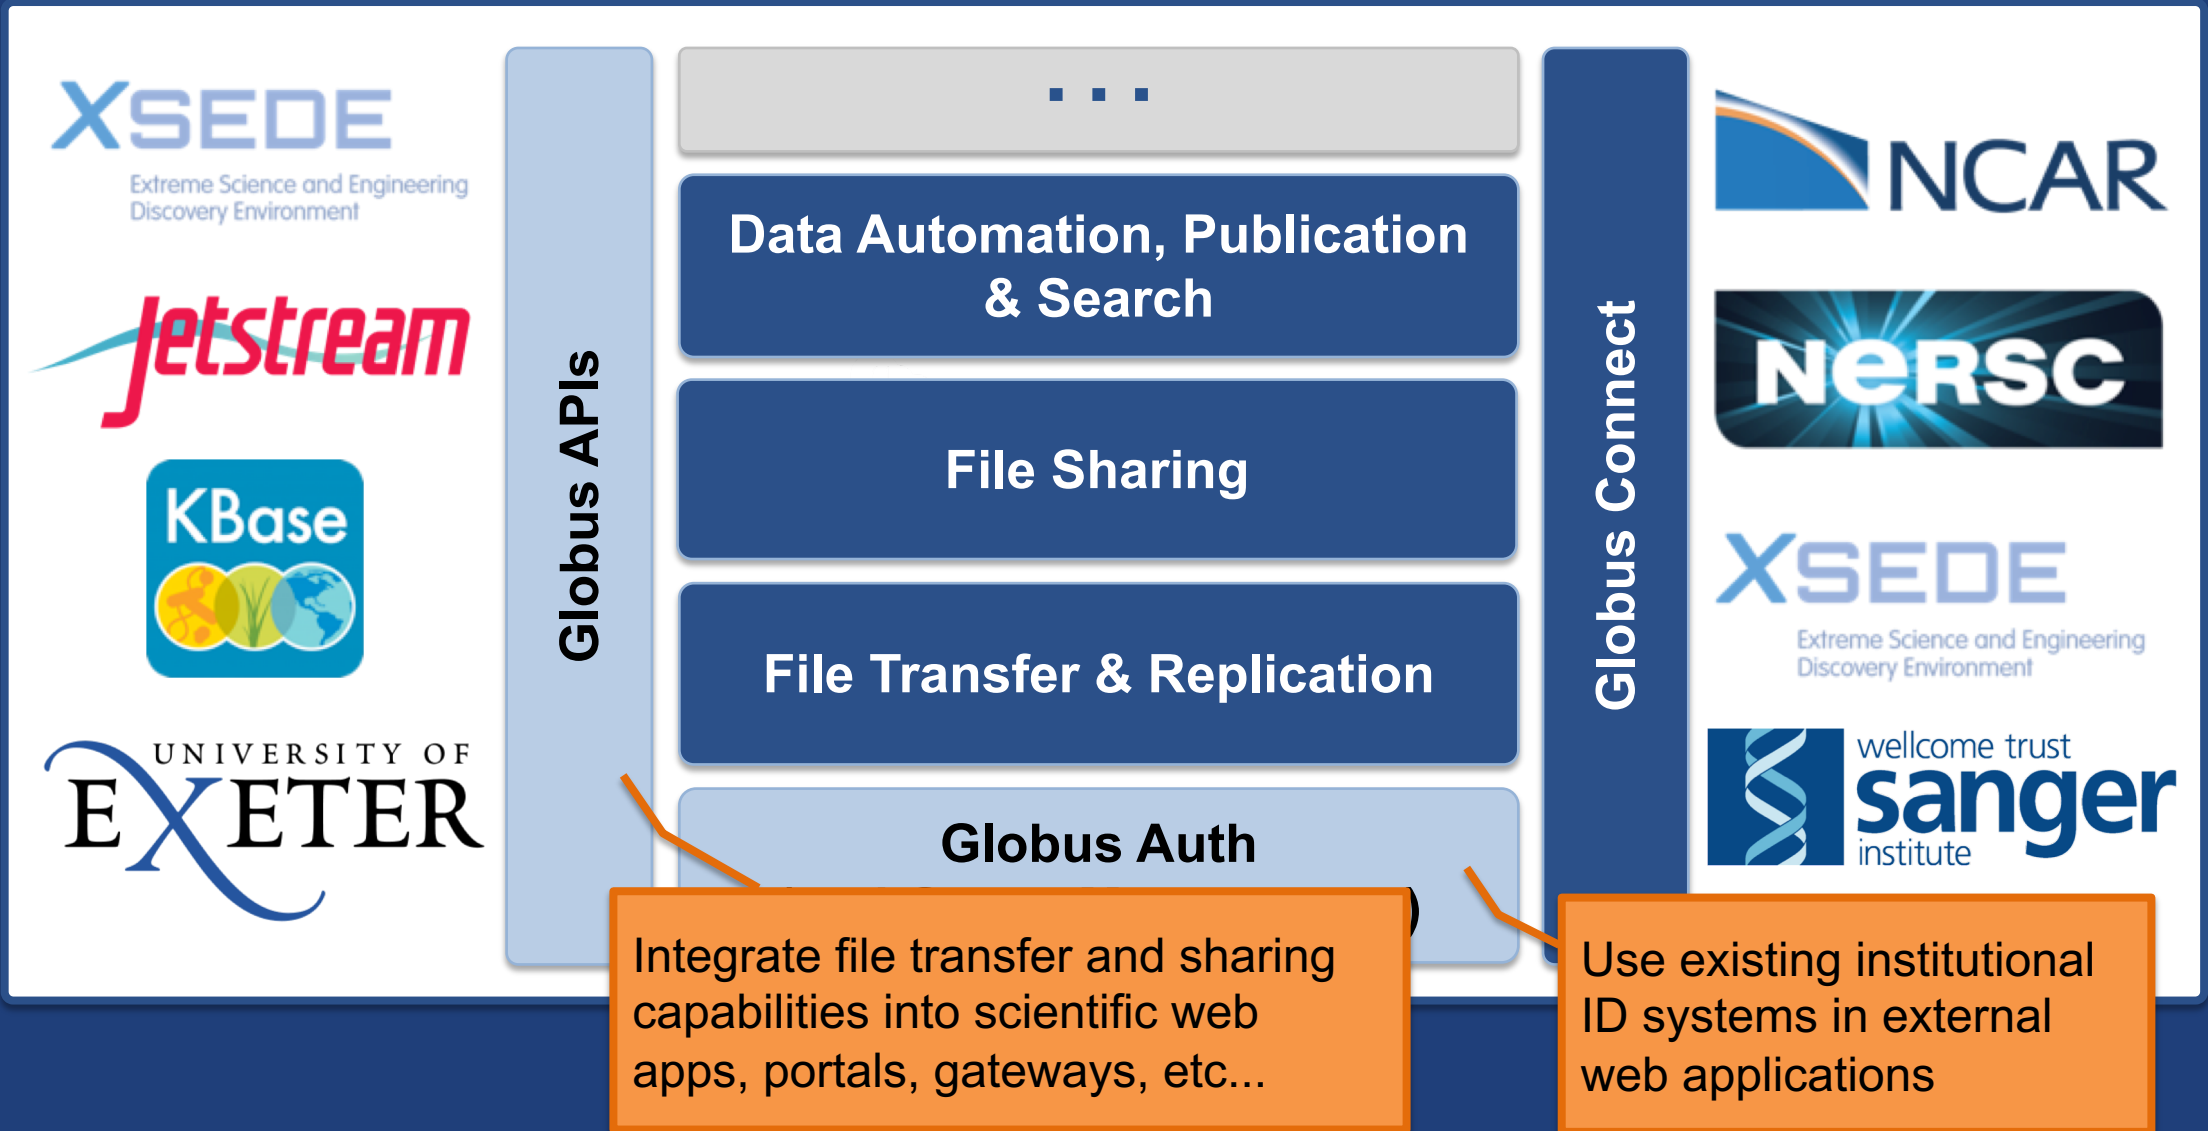 XSEDE
Extreme Science and Engineering
Discovery Environment
Jetstream
KBase
UNIVERSITY OF
EXETER
Globus APIs
...
Data Automation, Publication
& Search
File Sharing
File Transfer & Replication
Globus Auth
)
Globus Connect
NCAR
NERSC
XSEDE
Extreme Science and Engineering
Discovery Environment
wellcome trust
sanger
institute
Integrate file transfer and sharing
capabilities into scientific web
apps, portals, gateways, etc...
Use existing institutional
ID systems in external
web applications